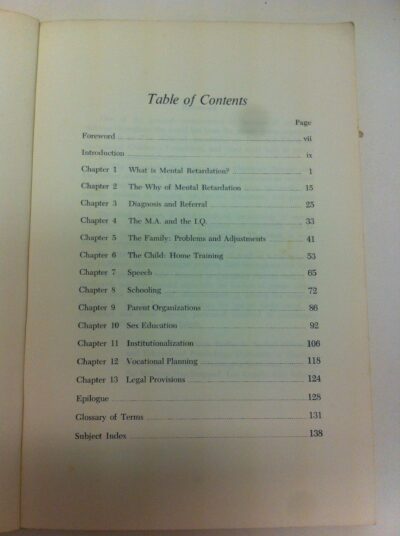 Table of Contents
Page
Foreword vii
Introduction ix
Chapter 1 What is Mental Retardation? 1
Chapter 2 The Why of Mental Retardation 15
Chapter 3 Diagnosis and Referral 25
Chapter 4 The M.A. and the I.Q. 33
Chapter 5 The Family: Problems and Adjustments 41
Chapter 6 The Child: Home Training 53
Chapter 7 Speech 65
Chapter 8 Schooling 72
Chapter 9 Parent Organizations 86
Chapter 10 Sex Education 92
Chapter 11 Institutionalization 106
Chapter 12 Vocational Planning 118
Chapter 13 Legal Provisions 124
Epilogue 128
Glossary of Terms 131
Subject Index 138